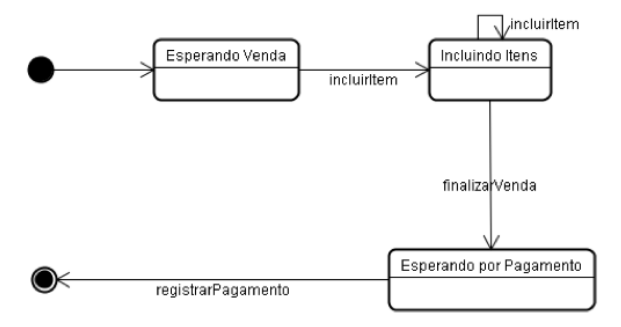 incluirItem
Esperando Venda
Incluindo Itens
incluirItem
finalizarVenda
Esperando por Pagamento
registrarPagamento